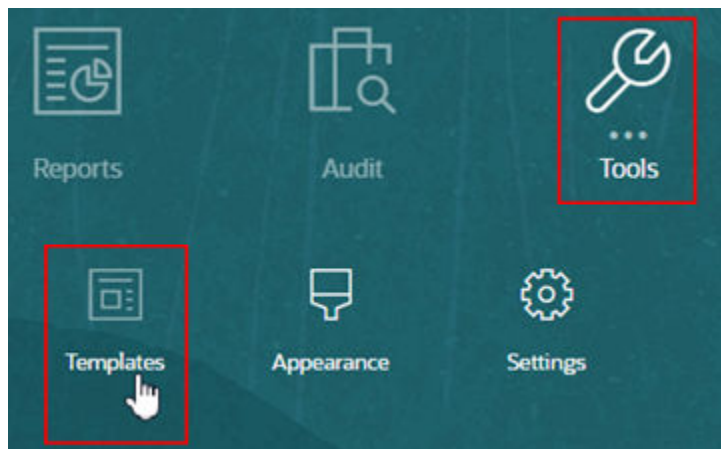 Reports
Audit
Tools
Templates
Appearance
Settings